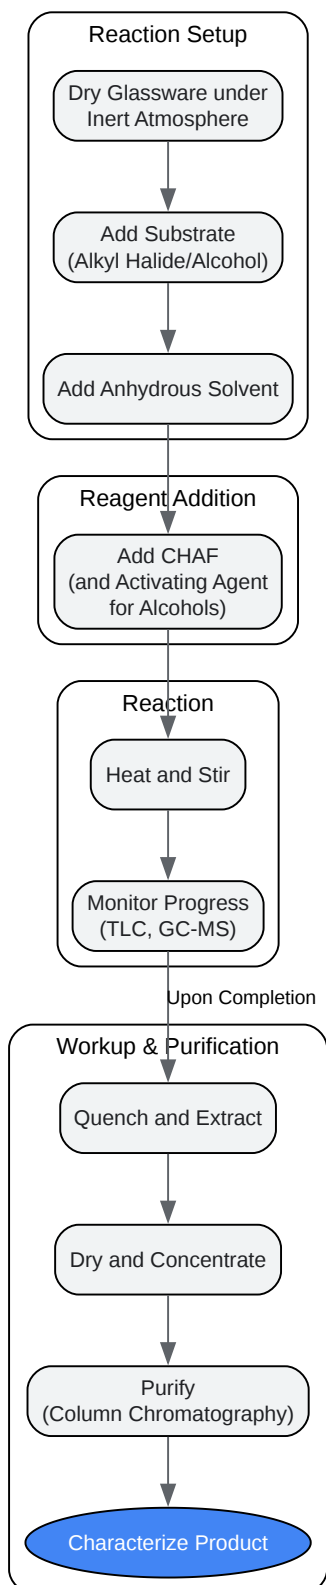 Reaction Setup
Dry Glassware under
Inert Atmosphere
Add Substrate
(Alkyl Halide/Alcohol)
Add Anhydrous Solvent
Reagent Addition
Add CHAF
(and Activating Agent
for Alcohols)
Reaction
Heat and Stir
Monitor Progress
(TLC, GC-MS)
Upon Completion
Workup & Purification
Quench and Extract
Dry and Concentrate
Purify
(Column Chromatography)
Characterize Product